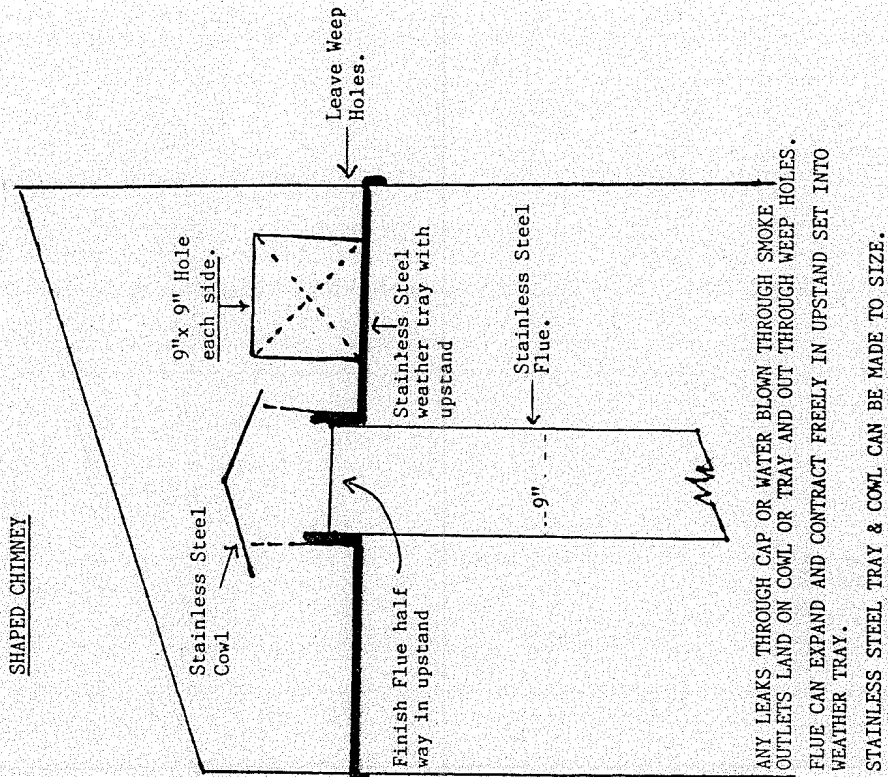 SHAPED CHIMNEY
Leave Weep
Holes.
9"x 9" Hole
each side.
Stainless Steel
Cowl
Stainless Steel
weather tray with
upstand
Finish Flue half
way in upstand
Stainless Steel
Flue.
9"
ANY LEAKS THROUGH CAP OR WATER BLOWN THROUGH SMOKE
OUTLETS LAND ON COWL OR TRAY AND OUT THROUGH WEEP HOLES.
FLUE CAN EXPAND AND CONTRACT FREELY IN UPSTAND SET INTO
WEATHER TRAY.
STAINLESS STEEL TRAY & COWL CAN BE MADE TO SIZE.